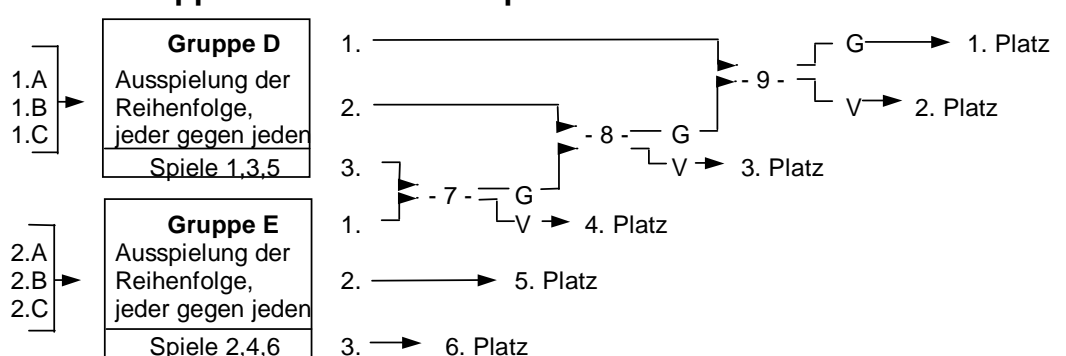 Gruppe D
1.A
1.B
1.C
Ausspielung der
Reihenfolge,
jeder gegen jeden
Spiele 1,3,5
1.
2.
3.
Gruppe E
2.A
2.B
2.C
Ausspielung der
Reihenfolge,
jeder gegen jeden
Spiele 2,4,6
1.
2.
3.
- 7 -
G
V
4. Platz
5. Platz
6. Platz
- 8 -
G
V
3. Platz
- 9 -
G
1. Platz
V
2. Platz